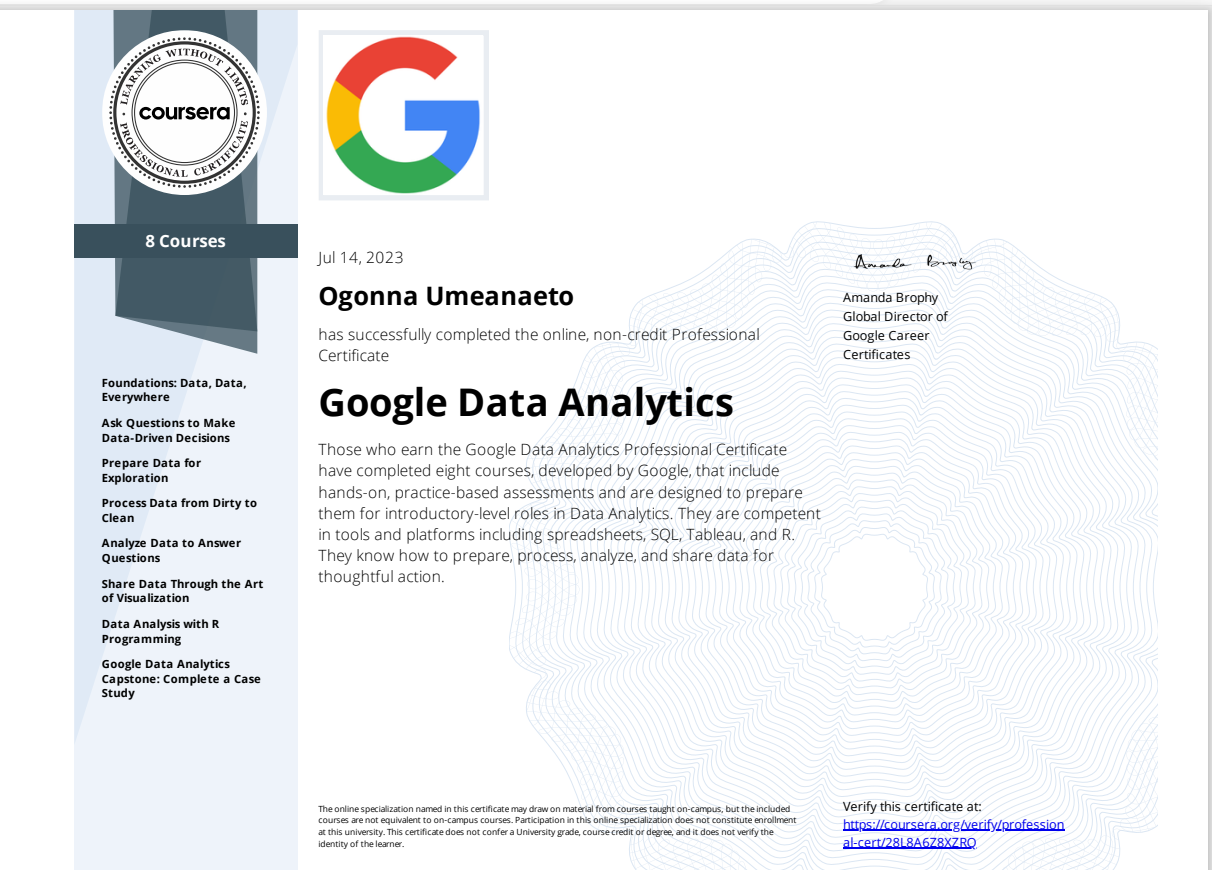 LEARNING WITHOUT LIMITS
coursera
PROFESSIONAL CERTIFICATE
8 Courses
Foundations: Data, Data,
Everywhere
Ask Questions to Make
Data-Driven Decisions
Prepare Data for
Exploration
Process Data from Dirty to
Clean
Analyze Data to Answer
Questions
Share Data Through the Art
of Visualization
Data Analysis with R
Programming
Google Data Analytics
Capstone: Complete a Case
Study
G
Jul 14, 2023
Ogonna Umeanaeto
has successfully completed the online, non-credit Professional
Certificate
Google Data Analytics
Those who earn the Google Data Analytics Professional Certificate
have completed eight courses, developed by Google, that include
hands-on, practice-based assessments and are designed to prepare
them for introductory-level roles in Data Analytics. They are competent
in tools and platforms including spreadsheets, SQL, Tableau, and R.
They know how to prepare, process, analyze, and share data for
thoughtful action.
Amanda Brophy
Amanda Brophy
Global Director of
Google Career
Certificates
The online specialization named in this certificate may draw on material from courses taught on-campus, but the included
courses are not equivalent to on-campus courses. Participation in this online specialization does not constitute enrollment
at this university. This certificate does not confer a University grade, course credit or degree, and it does not verify the
identity of the learner.
Verify this certificate at:
https://coursera.org/verify/profession
al-cert/28L8A6Z8XZRQ